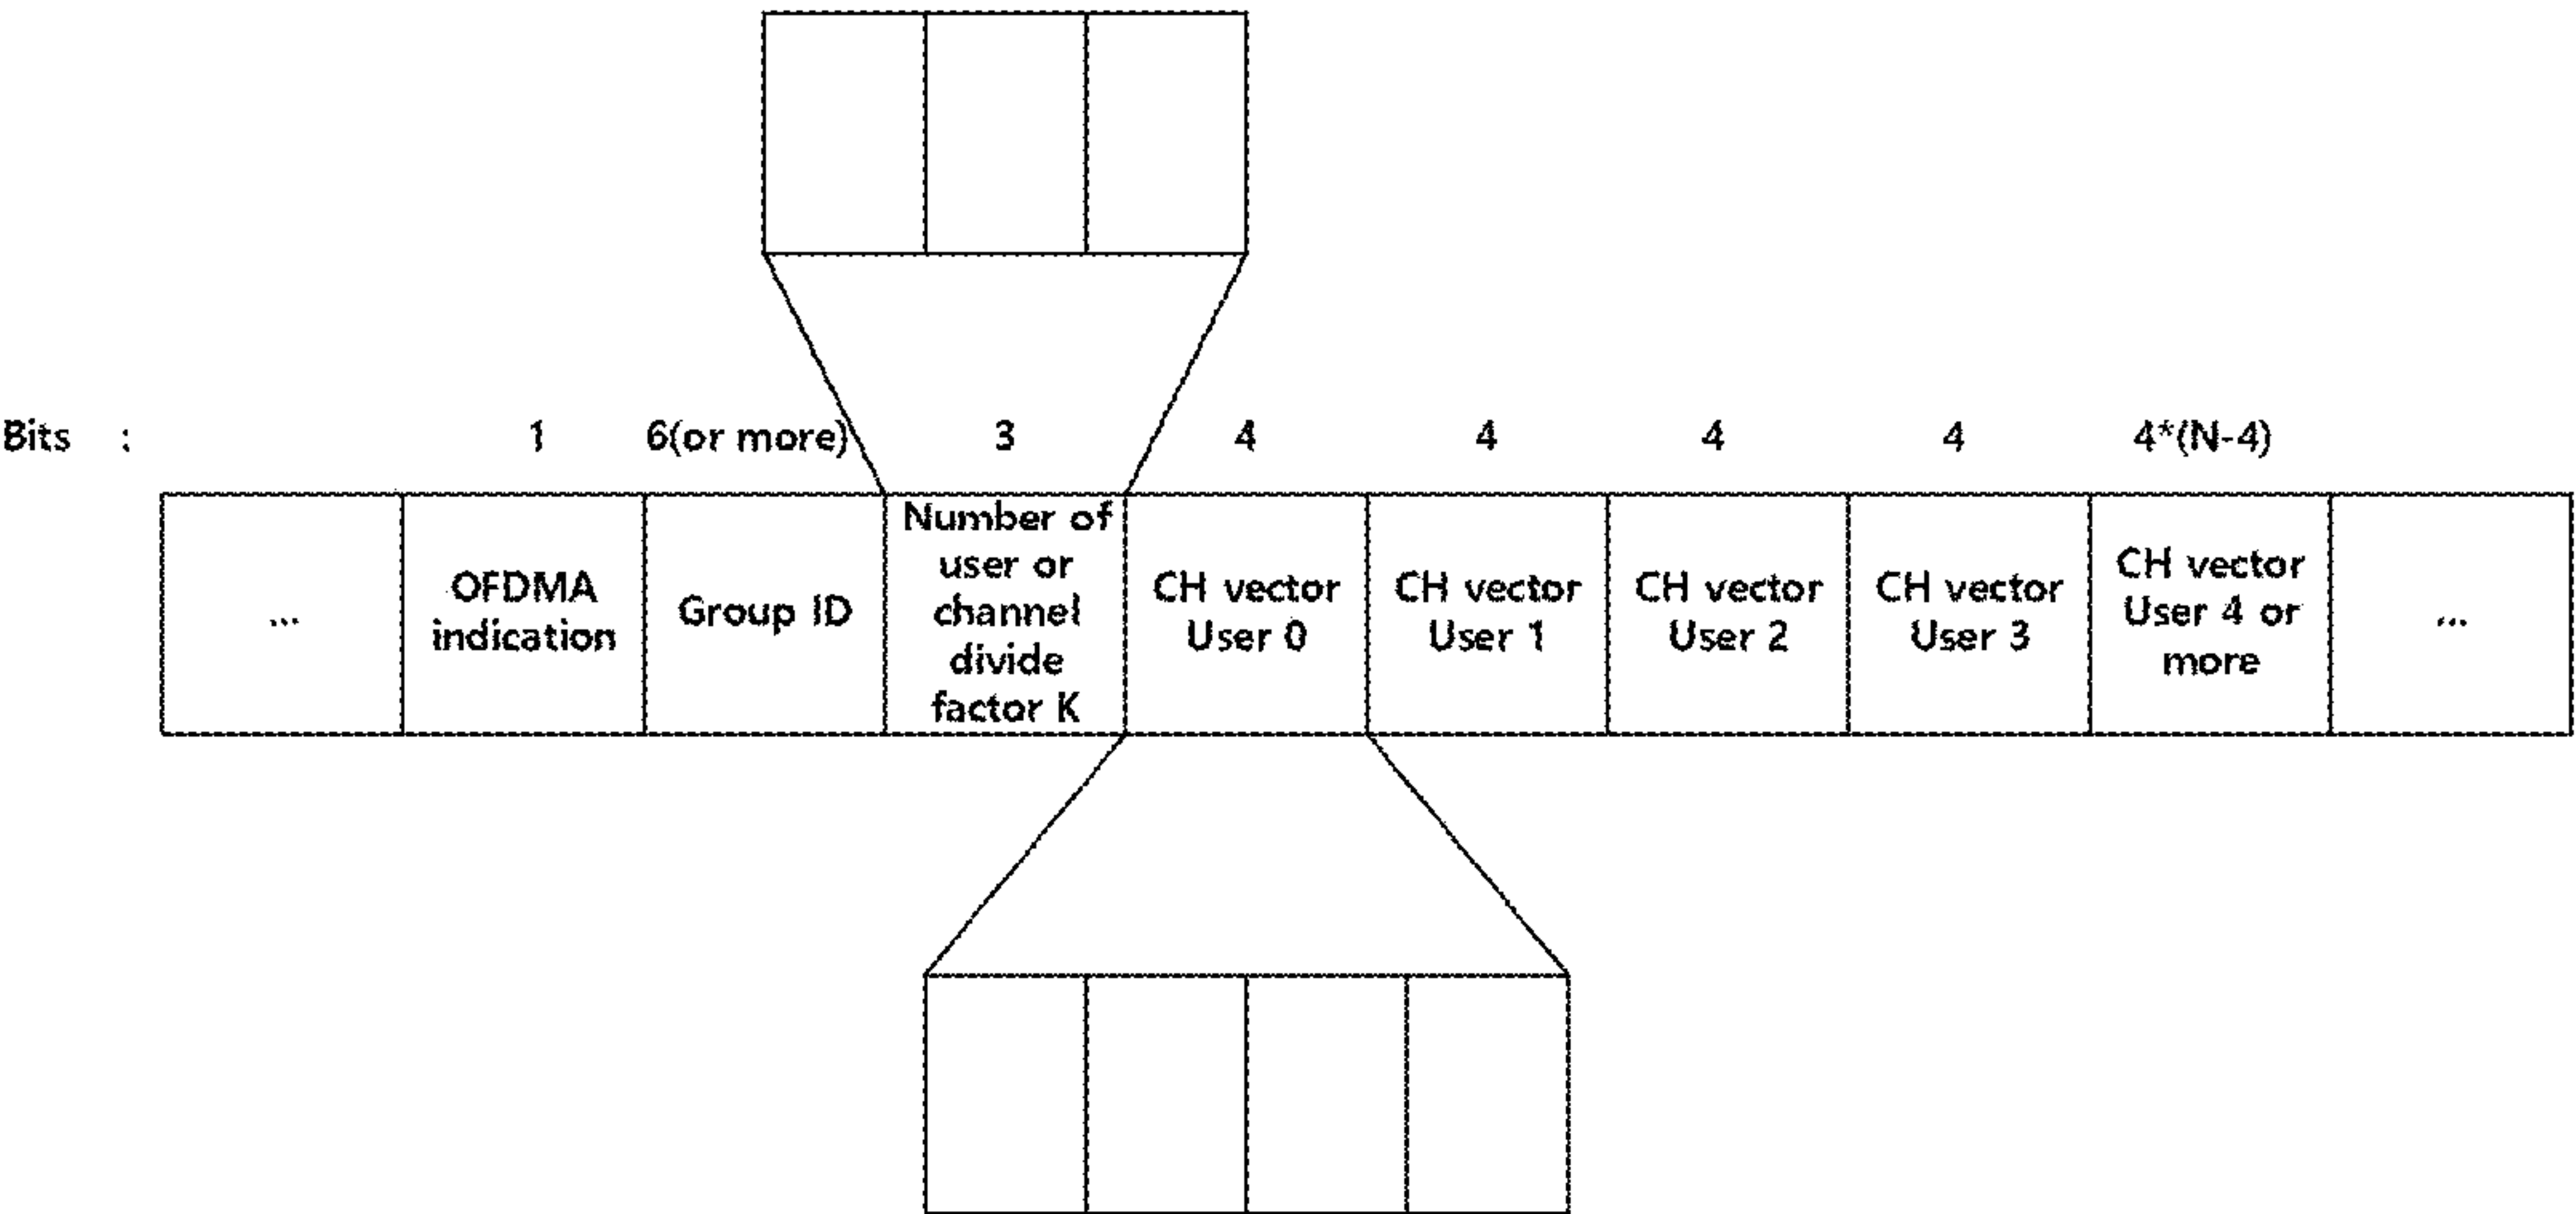 Bits : 1 6(or more) 3 4 4 4 4 4*(N-4)
...
OFDMA
indication
Group ID
Number of
user or
channel
divide
factor K
CH vector
User 0
CH vector
User 1
CH vector
User 2
CH vector
User 3
CH vector
User 4 or
more
...